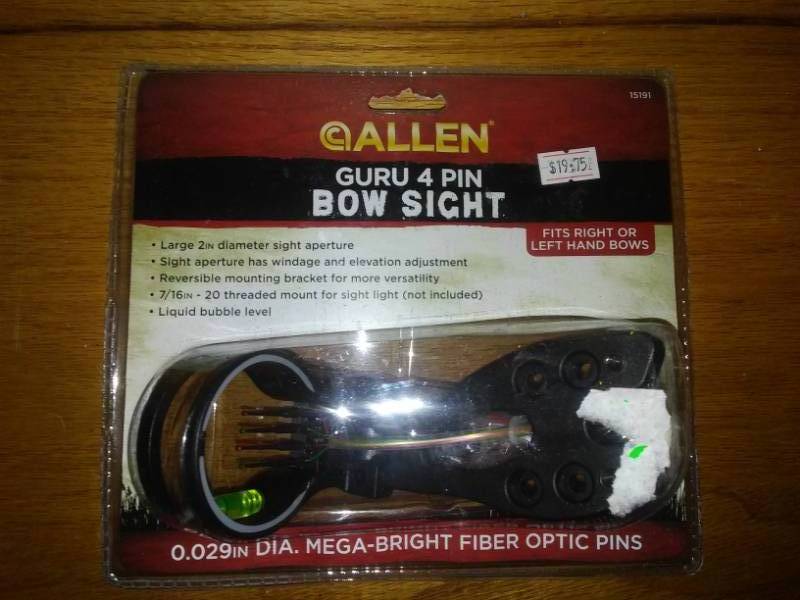 15191
ALLEN®
$19.75
GURU 4 PIN
BOW SIGHT
FITS RIGHT OR
LEFT HAND BOWS
• Large 2IN diameter sight aperture
• Sight aperture has windage and elevation adjustment
• Reversible mounting bracket for more versatility
• 7/16IN - 20 threaded mount for sight light (not included)
• Liquid bubble level
0.029IN DIA. MEGA-BRIGHT FIBER OPTIC PINS